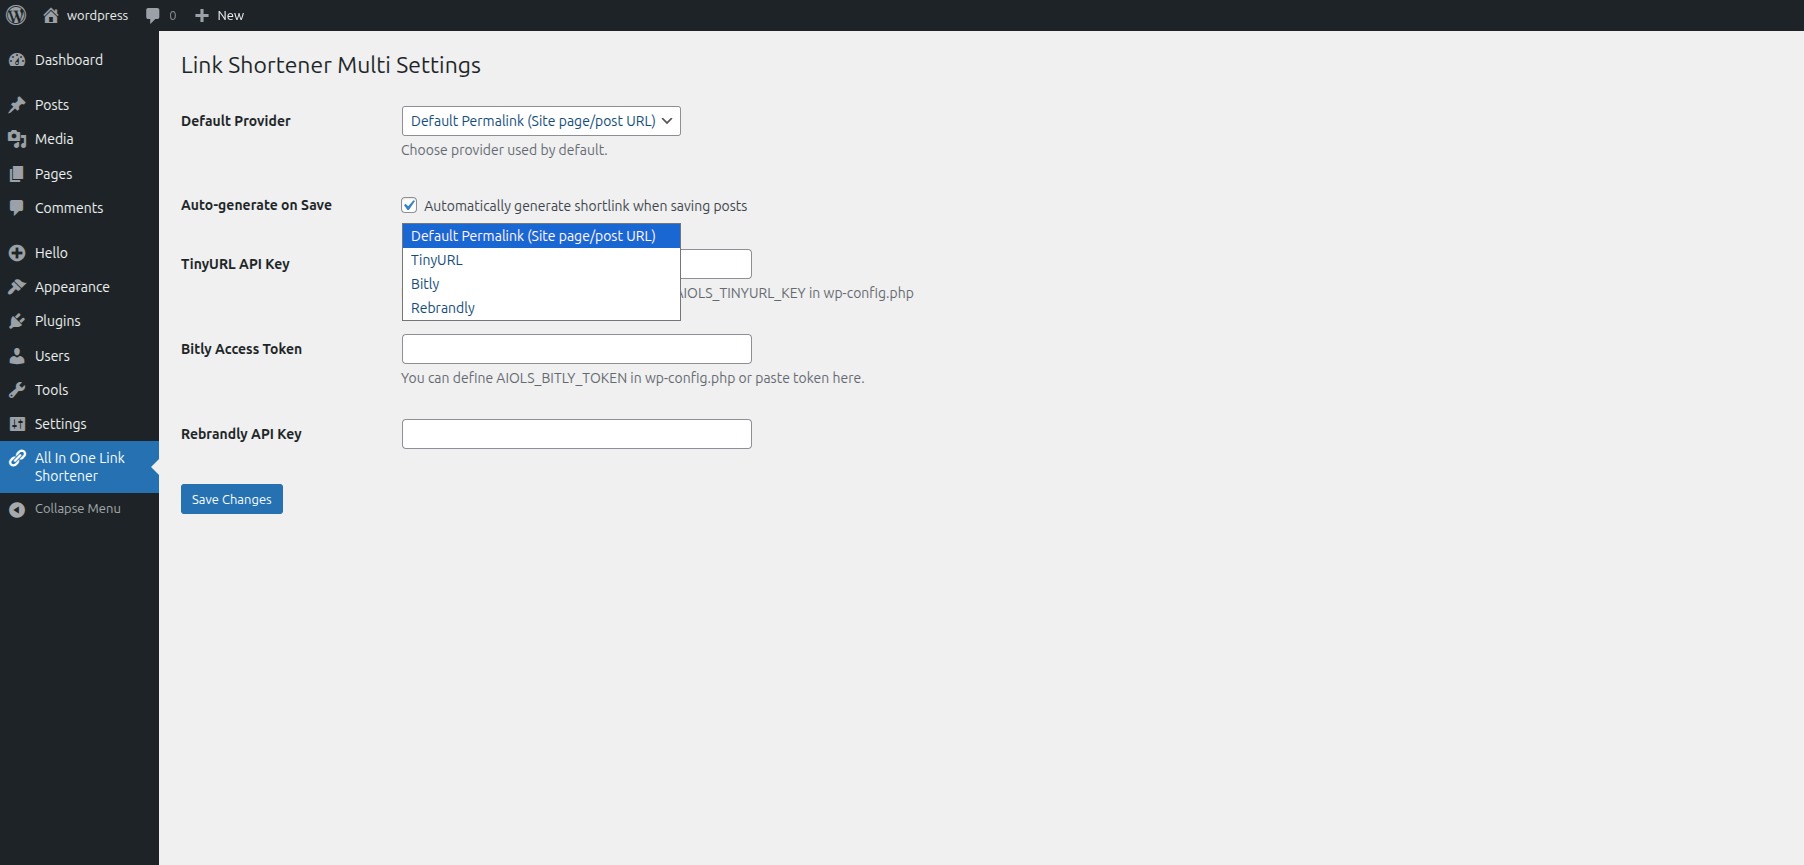 wordpress
0
New
Dashboard
Posts
Media
Pages
Comments
Hello
Appearance
Plugins
Users
Tools
Settings
All In One Link
Shortener
Collapse Menu
Link Shortener Multi Settings
Default Provider
Default Permalink (Site page/post URL)
Choose provider used by default.
Auto-generate on Save
Automatically generate shortlink when saving posts
Default Permalink (Site page/post URL)
TinyURL
Bitly
Rebrandly
TinyURL API Key
AIOLS_TINYURL_KEY in wp-config.php
Bitly Access Token
You can define AIOLS_BITLY_TOKEN in wp-config.php or paste token here.
Rebrandly API Key
Save Changes